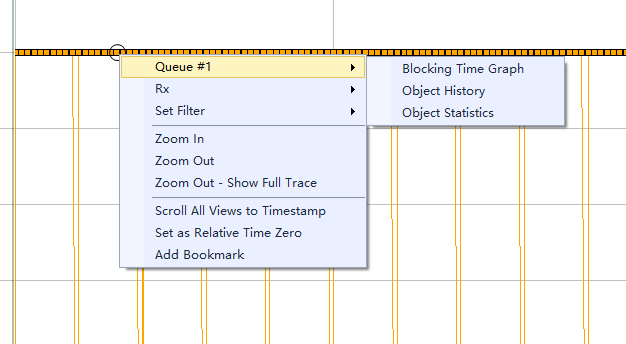 Queue #1
Blocking Time Graph
Rx
Object History
Set Filter
Object Statistics
Zoom In
Zoom Out
Zoom Out - Show Full Trace
Scroll All Views to Timestamp
Set as Relative Time Zero
Add Bookmark